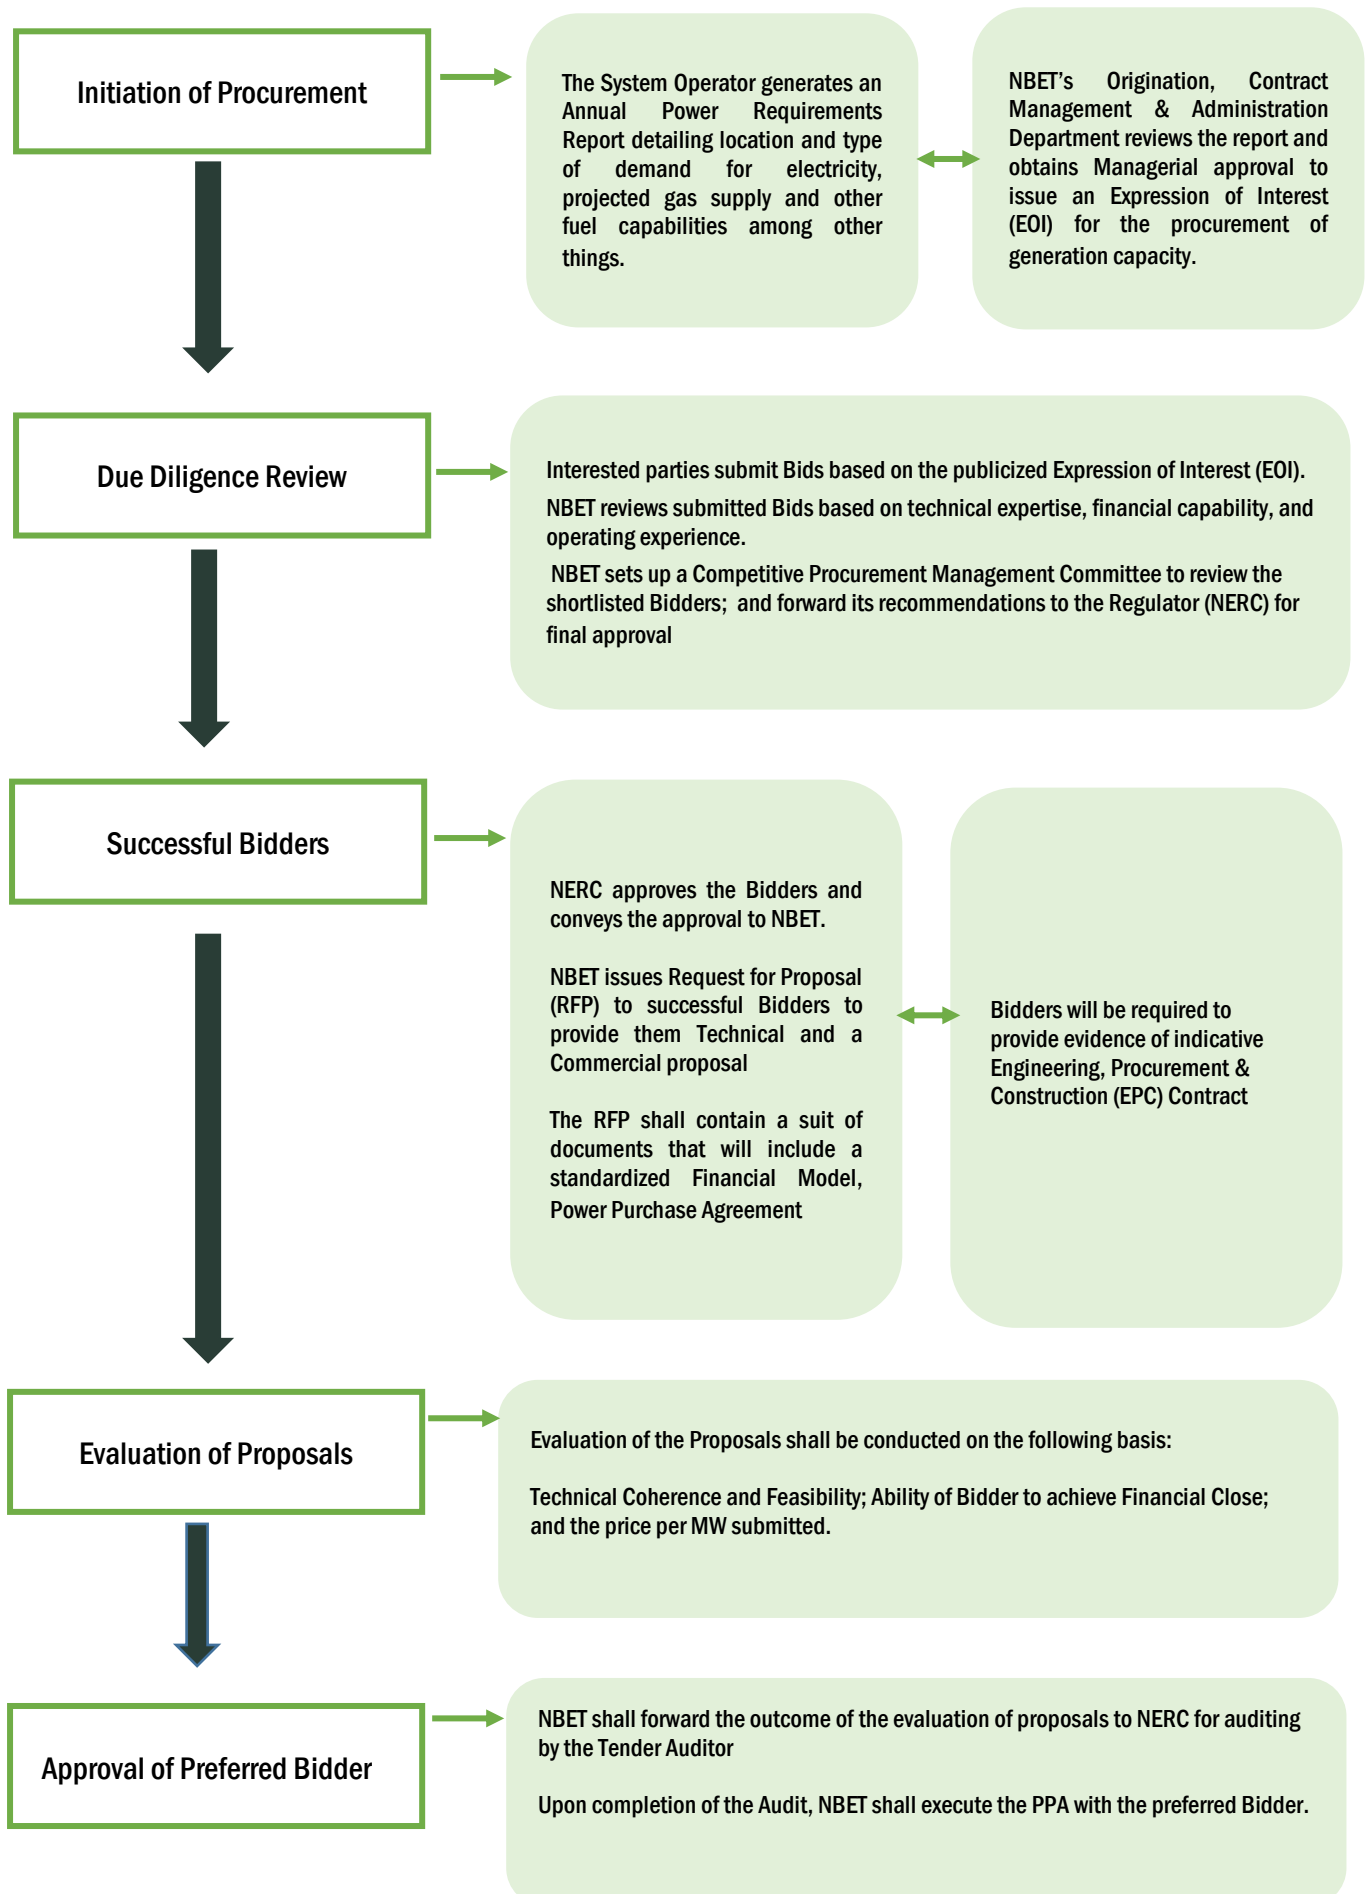 Initiation of Procurement
The System Operator generates an
Annual Power Requirements
Report detailing location and type
of demand for electricity,
projected gas supply and other
fuel capabilities among other
things.
NBET's Origination, Contract
Management & Administration
Department reviews the report and
obtains Managerial approval to
issue an Expression of Interest
(EOI) for the procurement of
generation capacity.
Due Diligence Review
Interested parties submit Bids based on the publicized Expression of Interest (EOI).
NBET reviews submitted Bids based on technical expertise, financial capability, and
operating experience.
NBET sets up a Competitive Procurement Management Committee to review the
shortlisted Bidders; and forward its recommendations to the Regulator (NERC) for
final approval
Successful Bidders
NERC approves the Bidders and
conveys the approval to NBET.
NBET issues Request for Proposal
(RFP) to successful Bidders to
provide them Technical and a
Commercial proposal
The RFP shall contain a suit of
documents that will include a
standardized Financial Model,
Power Purchase Agreement
Bidders will be required to
provide evidence of indicative
Engineering, Procurement &
Construction (EPC) Contract
Evaluation of Proposals
Evaluation of the Proposals shall be conducted on the following basis:
Technical Coherence and Feasibility; Ability of Bidder to achieve Financial Close;
and the price per MW submitted.
Approval of Preferred Bidder
NBET shall forward the outcome of the evaluation of proposals to NERC for auditing
by the Tender Auditor
Upon completion of the Audit, NBET shall execute the PPA with the preferred Bidder.